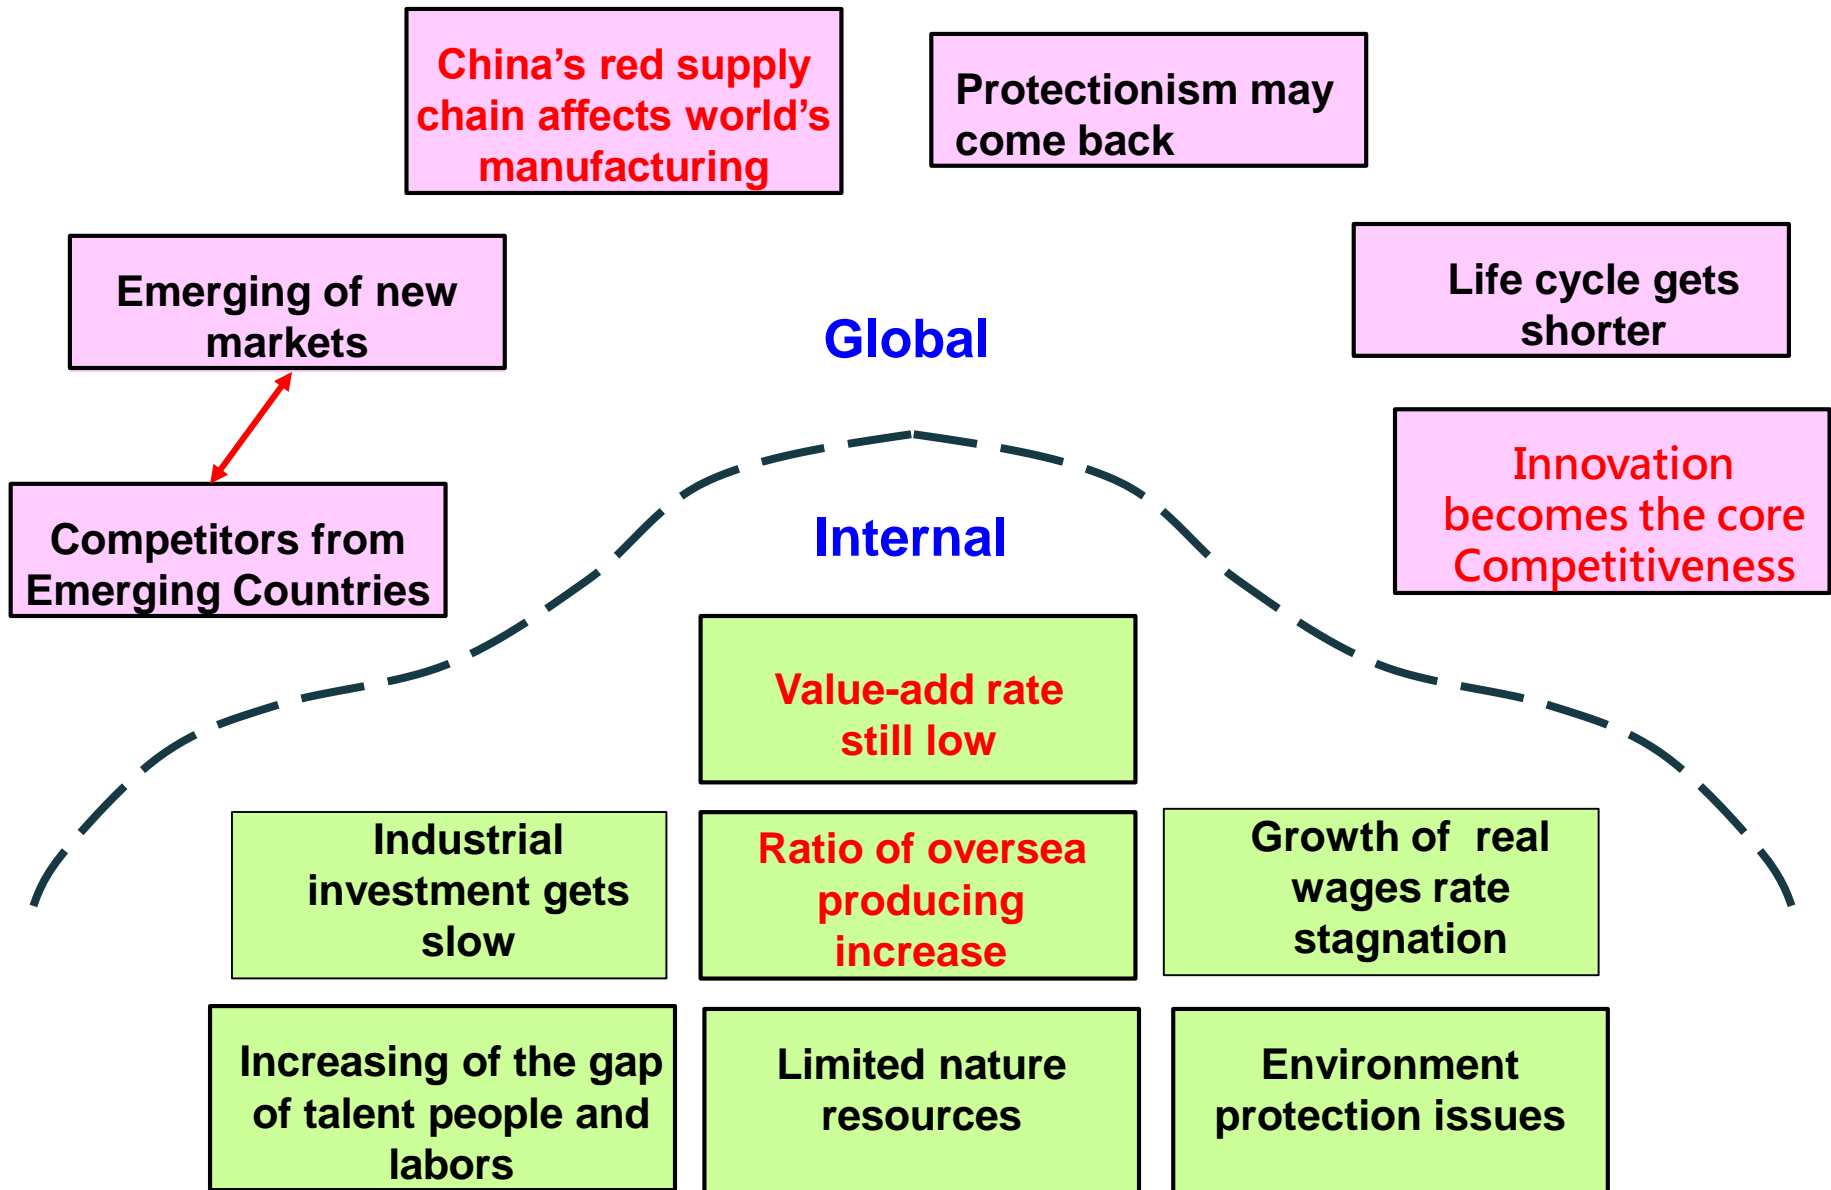 China’s red supply
chain affects world’s
manufacturing
Protectionism may
come back
Emerging of new
markets
Global
Life cycle gets
shorter
Competitors from
Emerging Countries
Internal
Innovation
becomes the core
Competitiveness
Value-add rate
still low
Industrial
investment gets
slow
Ratio of oversea
producing
increase
Growth of  real
wages rate
stagnation
Increasing of the gap
of talent people and
labors
Limited nature
resources
Environment
protection issues